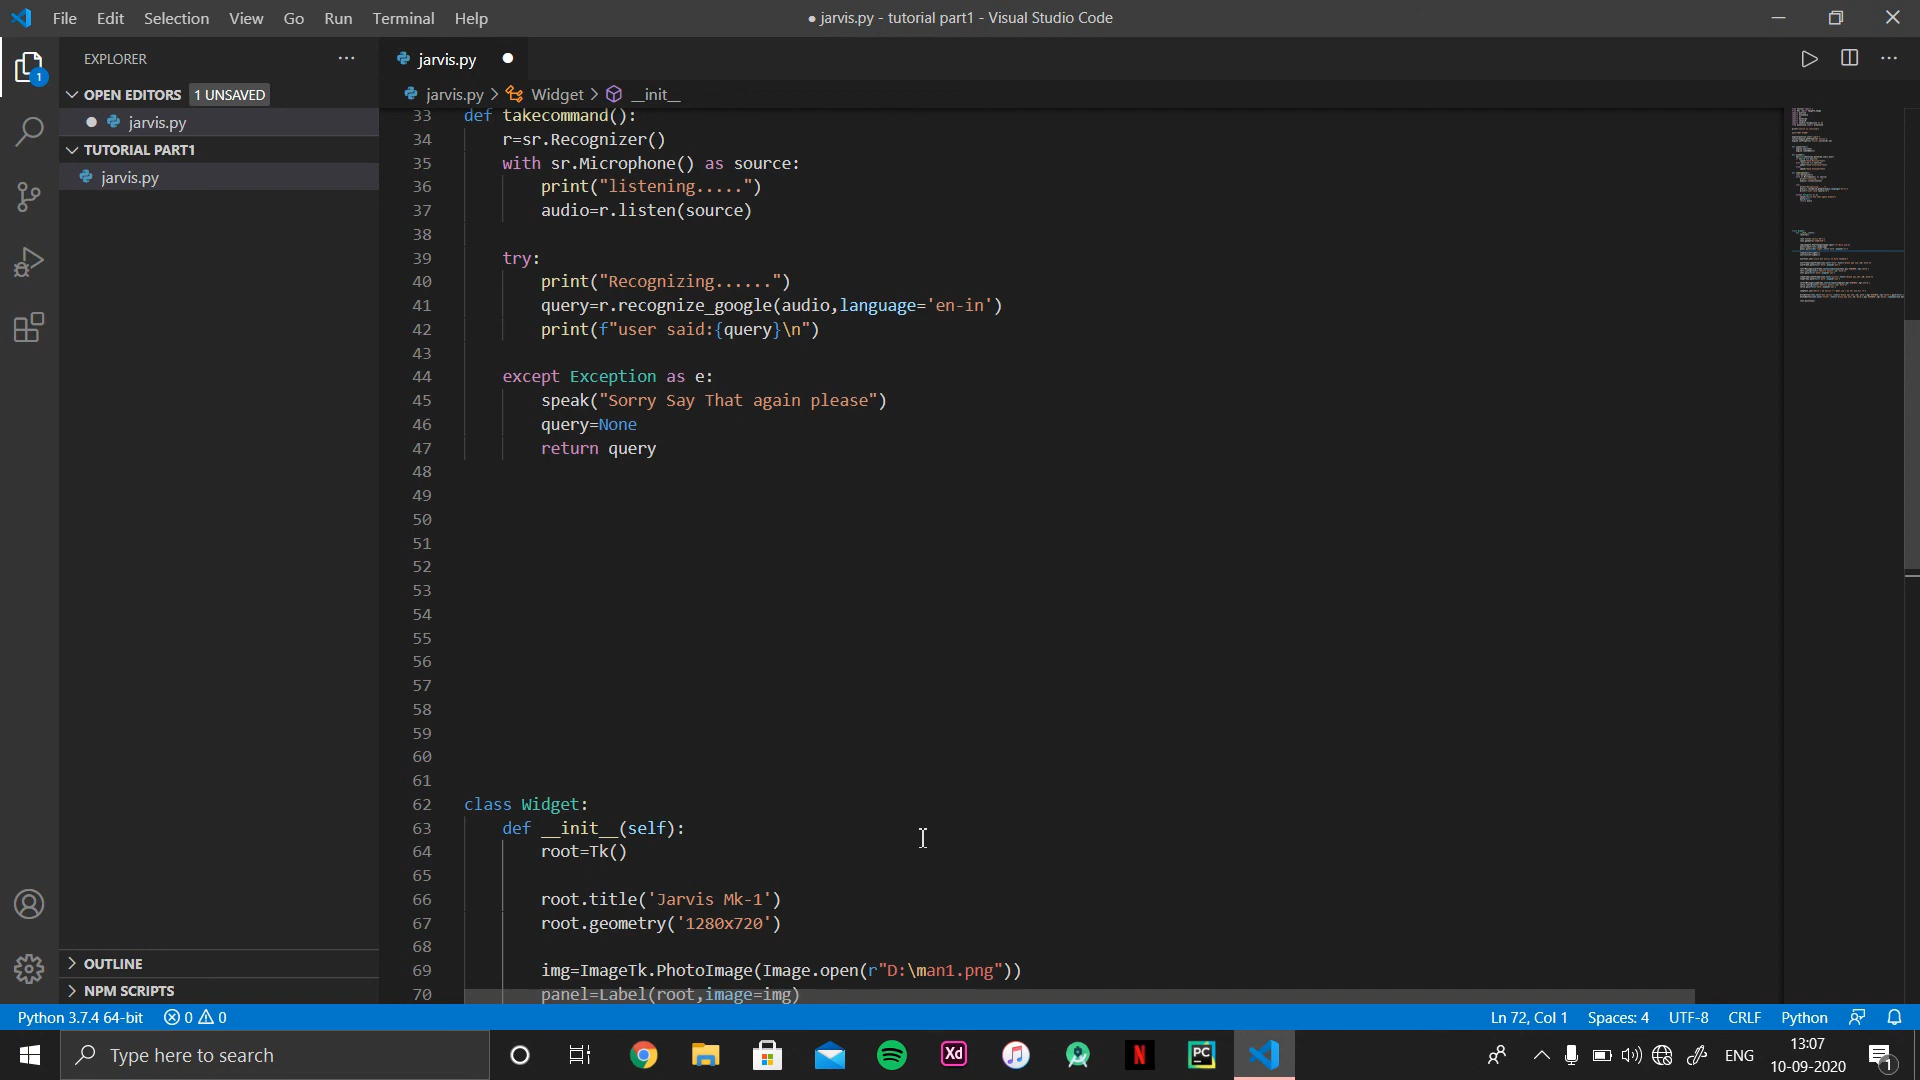 File Edit Selection View Go Run Terminal Help
● jarvis.py - tutorial part1 - Visual Studio Code
EXPLORER
OPEN EDITORS 1 UNSAVED
jarvis.py
TUTORIAL PART1
jarvis.py
OUTLINE
NPM SCRIPTS
1
jarvis.py
jarvis.py > Widget > __init__
33 def takecommand():
34 r=sr.Recognizer()
35 with sr.Microphone() as source:
36 print("listening.....")
37 audio=r.listen(source)
38
39 try:
40 print("Recognizing......")
41 query=r.recognize_google(audio,language='en-in')
42 print(f"user said:{query}\n")
43
44 except Exception as e:
45 speak("Sorry Say That again please")
46 query=None
47 return query
48
49
50
51
52
53
54
55
56
57
58
59
60
61
62 class Widget:
63 def __init__(self):
64 root=Tk()
65
66 root.title('Jarvis Mk-1')
67 root.geometry('1280x720')
68
69 img=ImageTk.PhotoImage(Image.open(r"D:\man1.png"))
70 panel=Label(root,image=img)
Python 3.7.4 64-bit 0 0 Ln 72, Col 1 Spaces: 4 UTF-8 CRLF Python
Type here to search
Xd
N
PC
ENG
13:07
10-09-2020
1